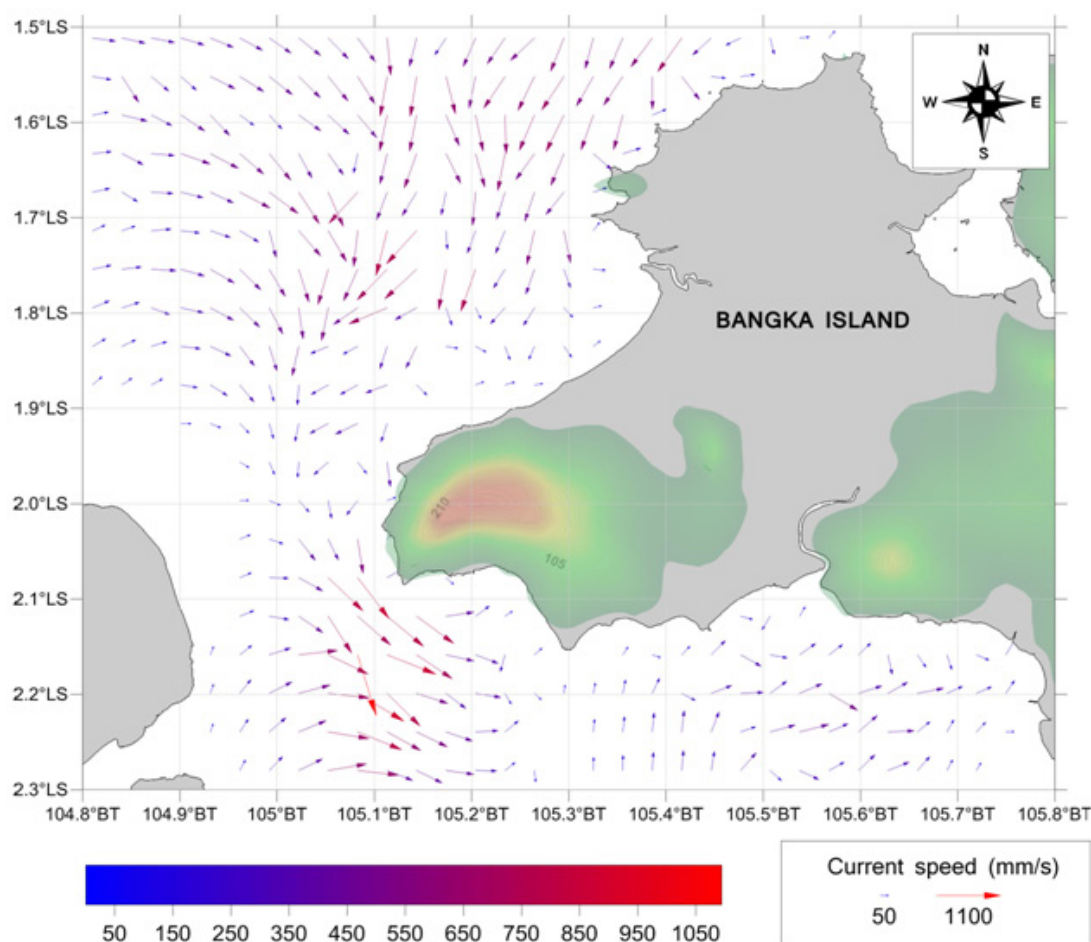 1.5°LS
1.6°LS
1.7°LS
1.8°LS
1.9°LS
2.0°LS
2.1°LS
2.2°LS
2.3°LS
N
W E
S
BANGKA ISLAND
210
105
104.8°BT 104.9°BT 105°BT 105.1°BT 105.2°BT 105.3°BT 105.4°BT 105.5°BT 105.6°BT 105.7°BT 105.8°BT
50 150 250 350 450 550 650 750 850 950 1050
Current speed (mm/s)
50 1100